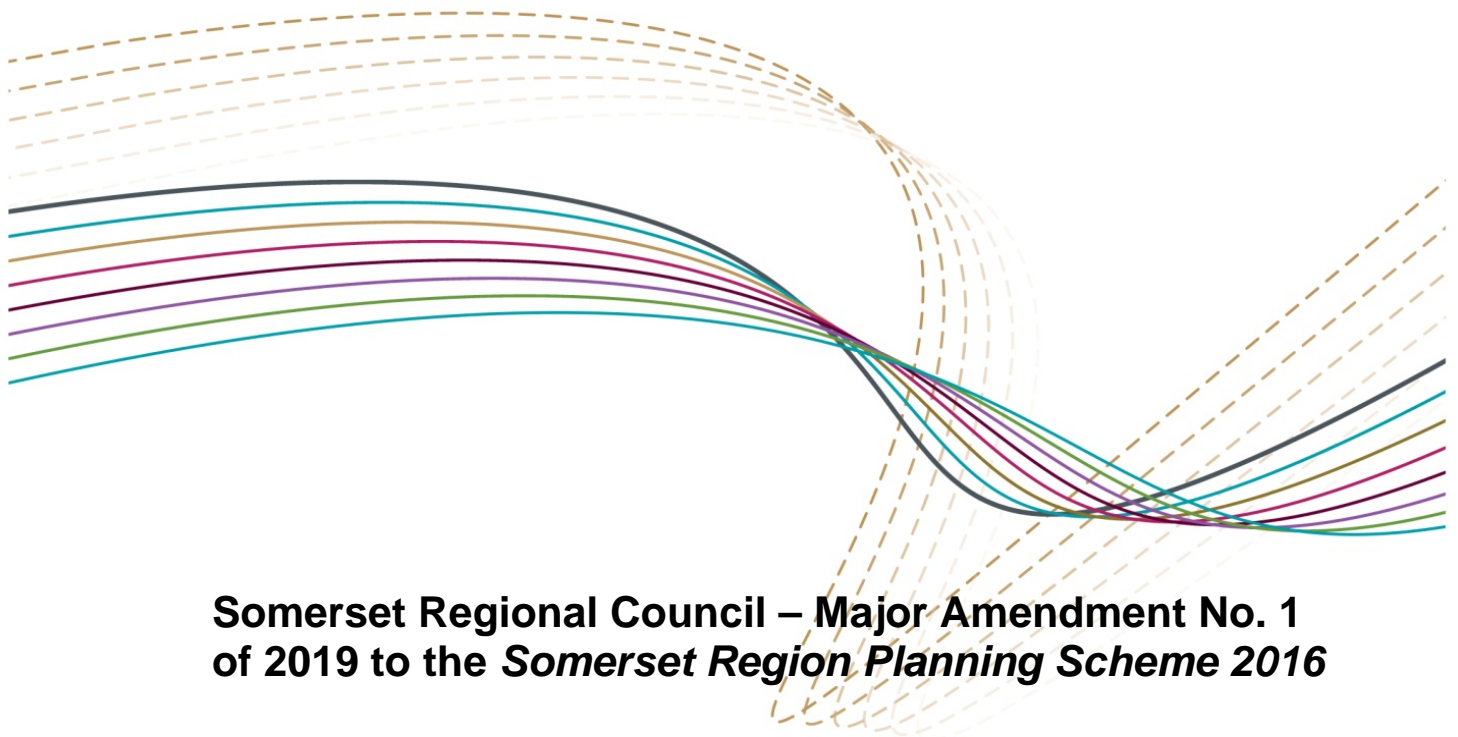 Somerset Regional Council – Major Amendment No. 1
of 2019 to the Somerset Region Planning Scheme 2016